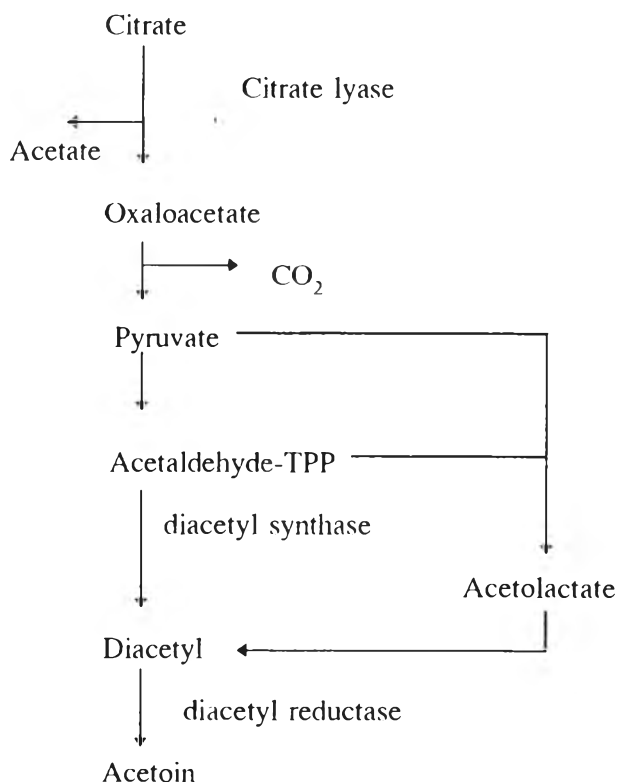 Citrate
Citrate lyase
Acetate
Oxaloacetate
CO₂
Pyruvate
Acetaldehyde-TPP
diacetyl synthase
Acetolactate
Diacetyl
diacetyl reductase
Acetoin